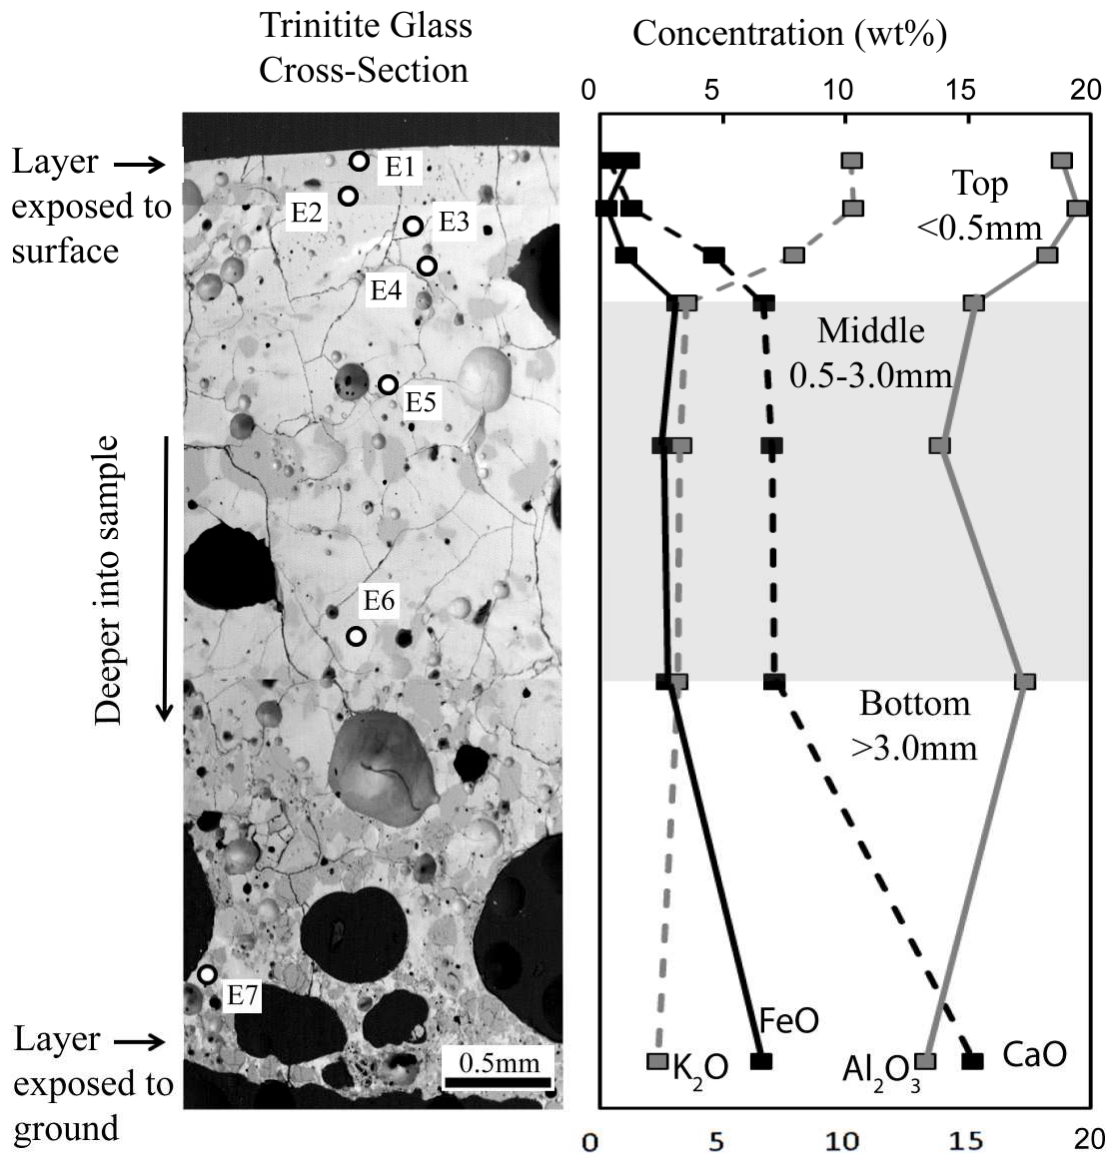 Trinitite Glass
Cross-Section
Concentration (wt%)
0 5 10 15 20
Layer
exposed to
surface
E1
E2
E3
E4
E5
E6
E7
Deeper into sample
Layer
exposed to
ground
0.5mm
Top
<0.5mm
Middle
0.5-3.0mm
Bottom
>3.0mm
FeO
K₂O
Al₂O₃
CaO
0 5 10 15 20